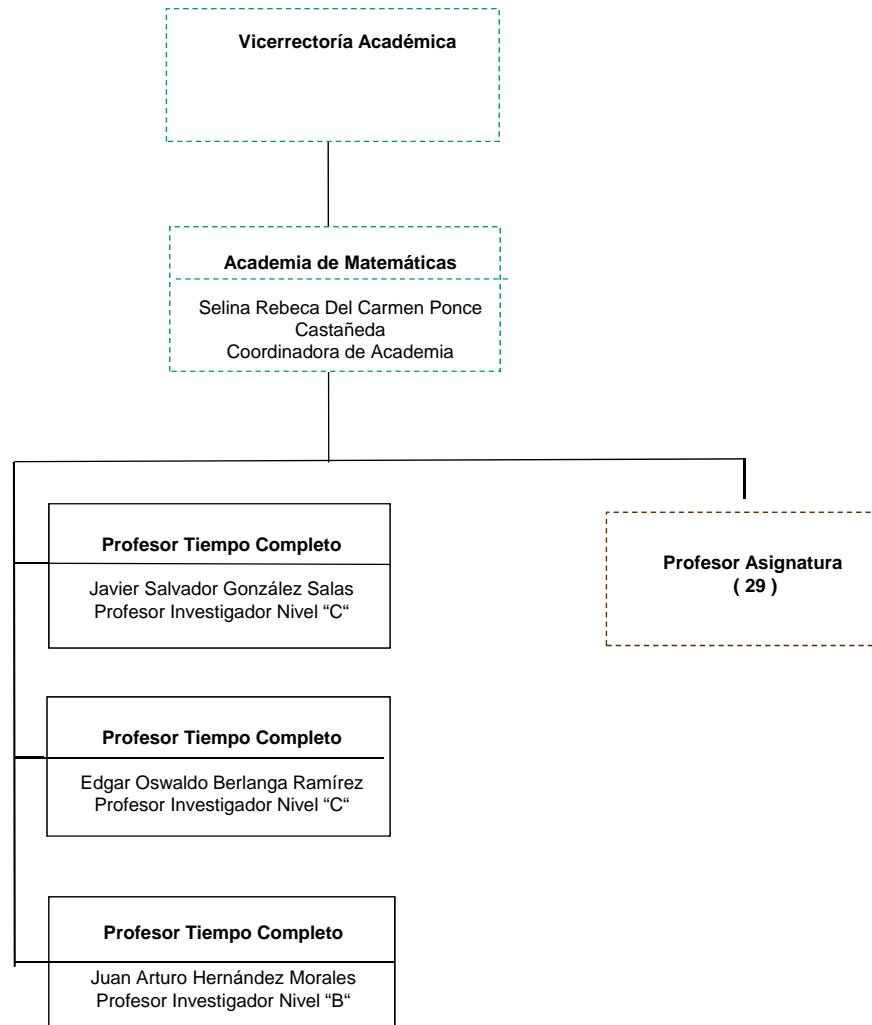 Vicerrectoría Académica
Academia de Matemáticas
Selina Rebeca Del Carmen Ponce
Castañeda
Coordinadora de Academia
Profesor Tiempo Completo
Javier Salvador González Salas
Profesor Investigador Nivel “C“
Profesor Asignatura
( 29 )
Profesor Tiempo Completo
Edgar Oswaldo Berlanga Ramírez
Profesor Investigador Nivel “C“
Profesor Tiempo Completo
Juan Arturo Hernández Morales
Profesor Investigador Nivel “B“